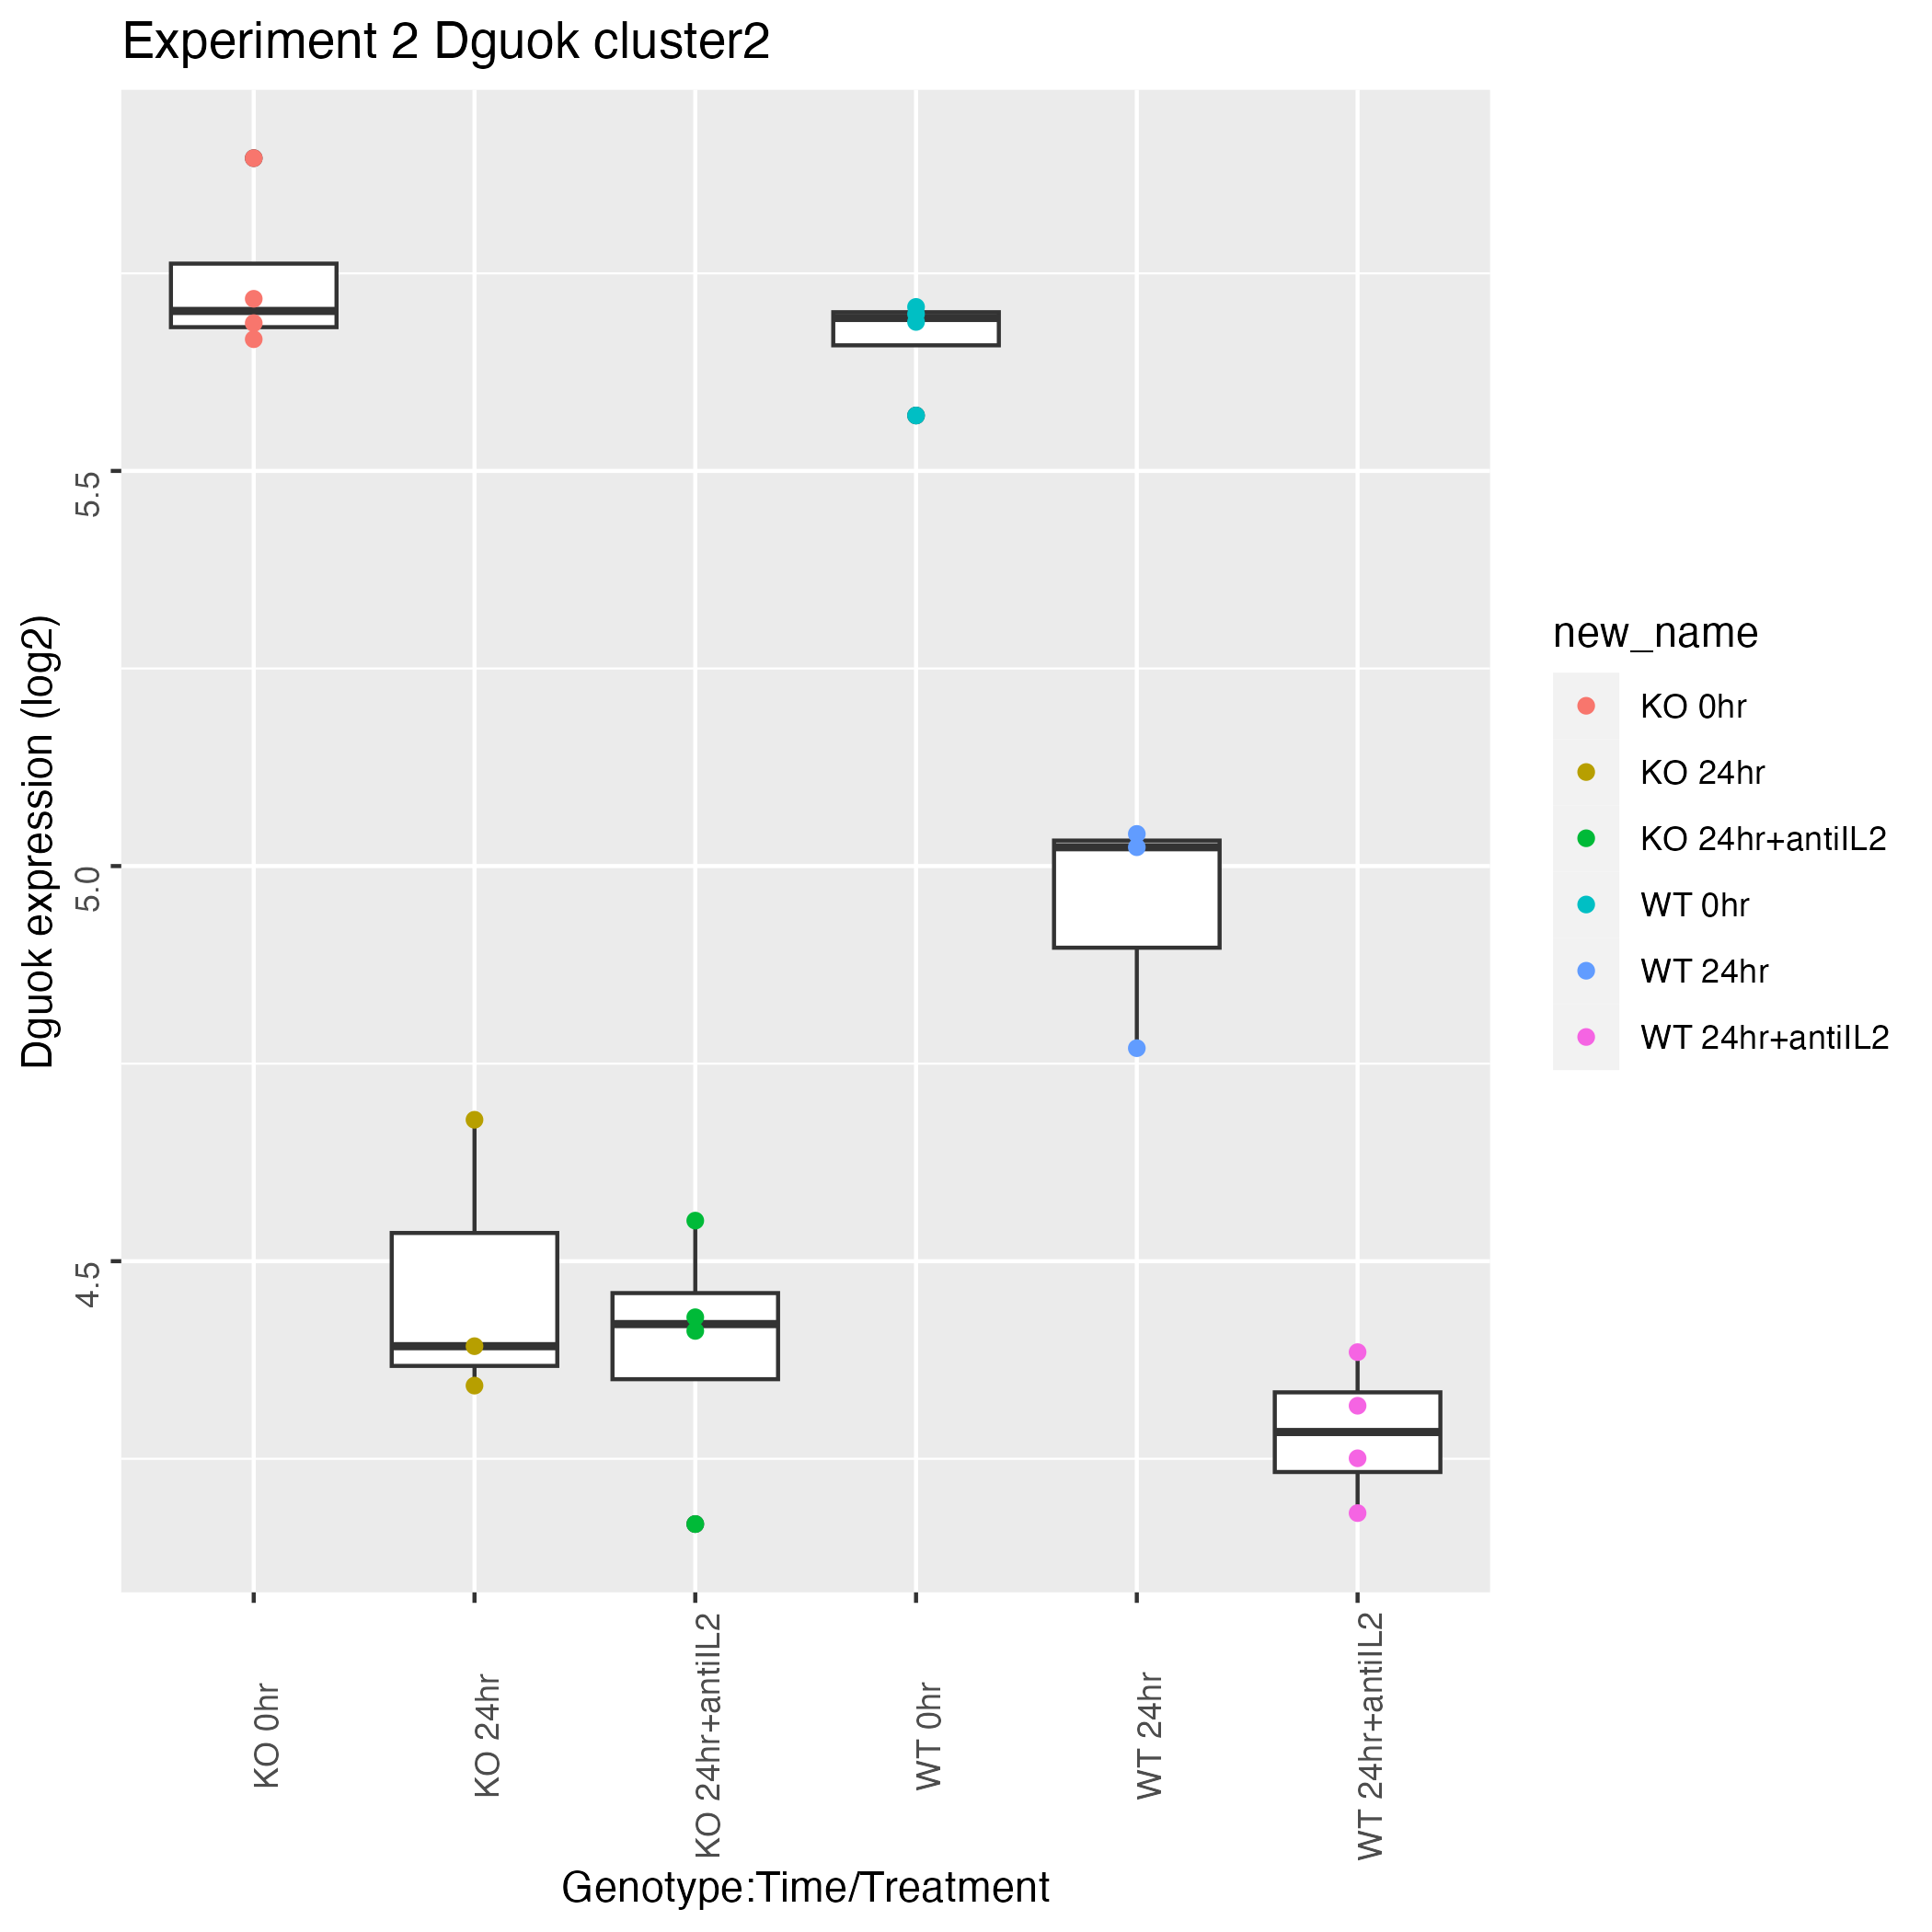 Experiment 2 Dguok cluster2
Dguok expression (log2)
5.5
5.0
4.5
KO 0hr
KO 24hr
KO 24hr+antiIL2
WT 0hr
WT 24hr
WT 24hr+antiIL2
Genotype:Time/Treatment
new_name
KO 0hr
KO 24hr
KO 24hr+antiIL2
WT 0hr
WT 24hr
WT 24hr+antiIL2